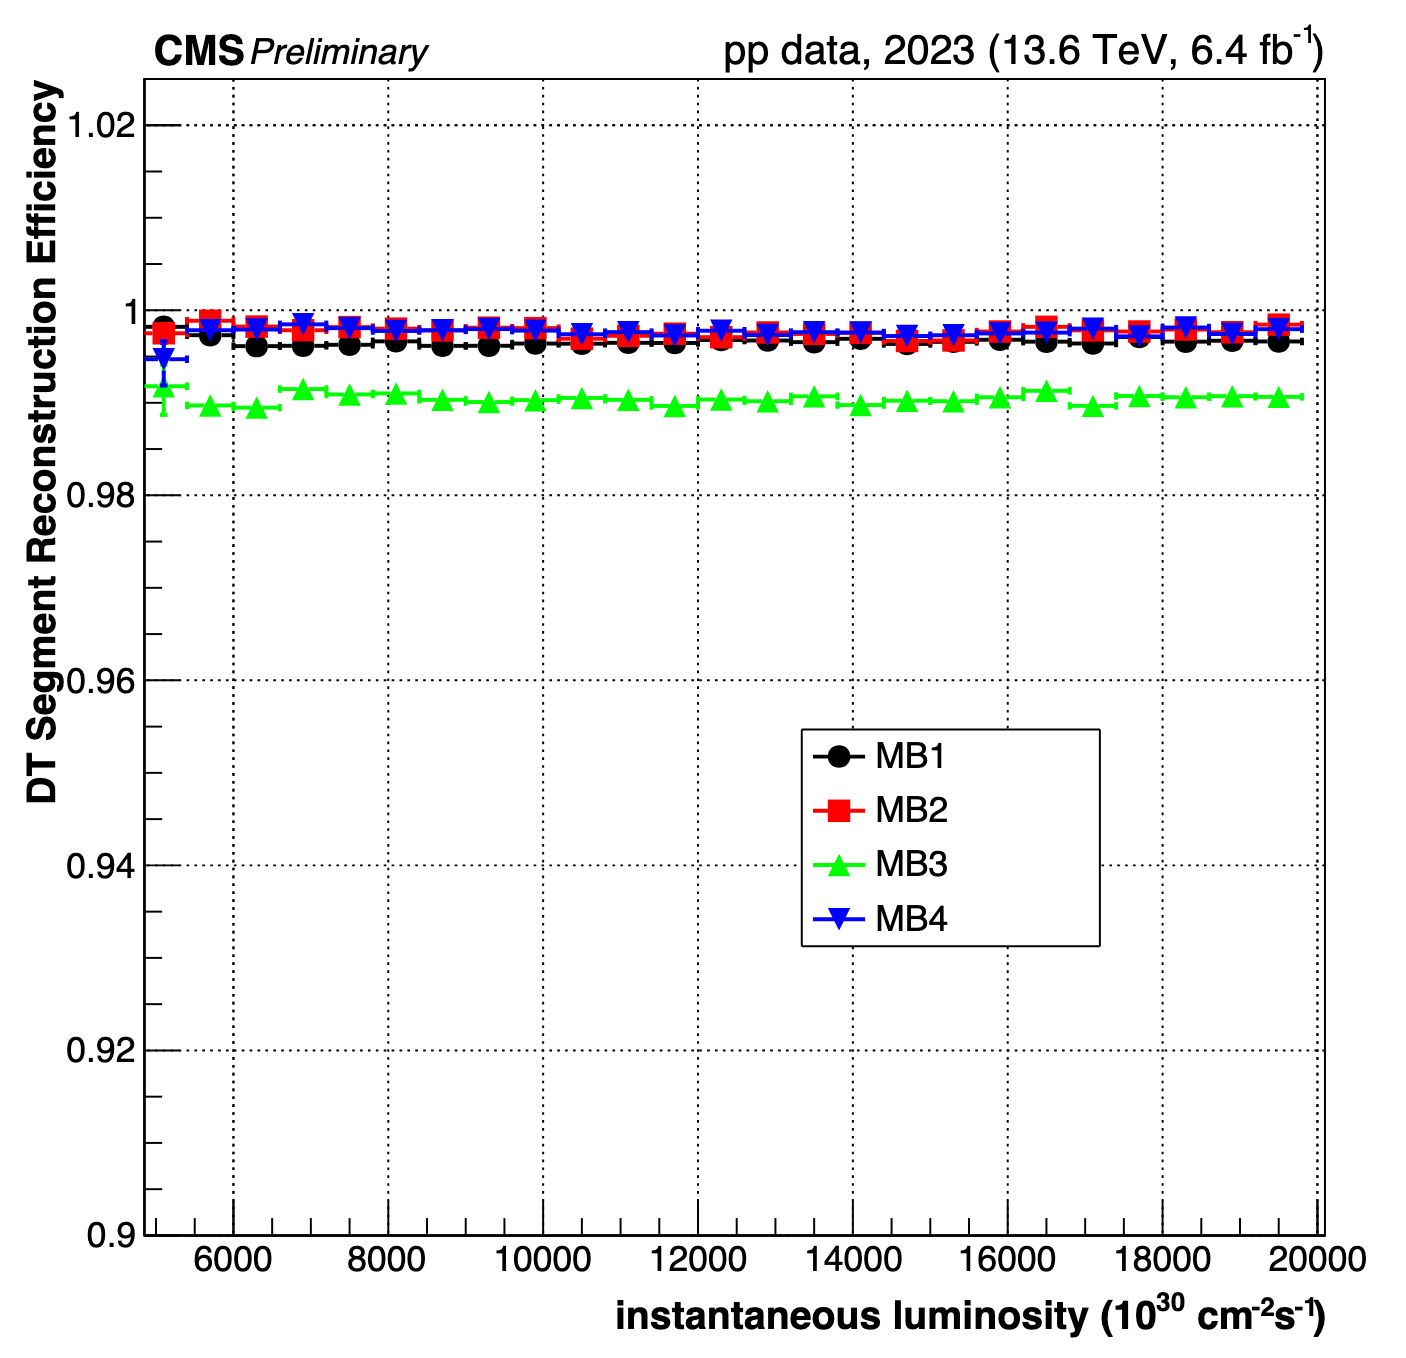 CMS Preliminary
pp data, 2023 (13.6 TeV, 6.4 fb⁻¹)
DT Segment Reconstruction Efficiency
1.02
1
0.98
0.96
0.94
0.92
0.9
MB1
MB2
MB3
MB4
6000 8000 10000 12000 14000 16000 18000 20000
instantaneous luminosity (10³⁰ cm⁻²s⁻¹)